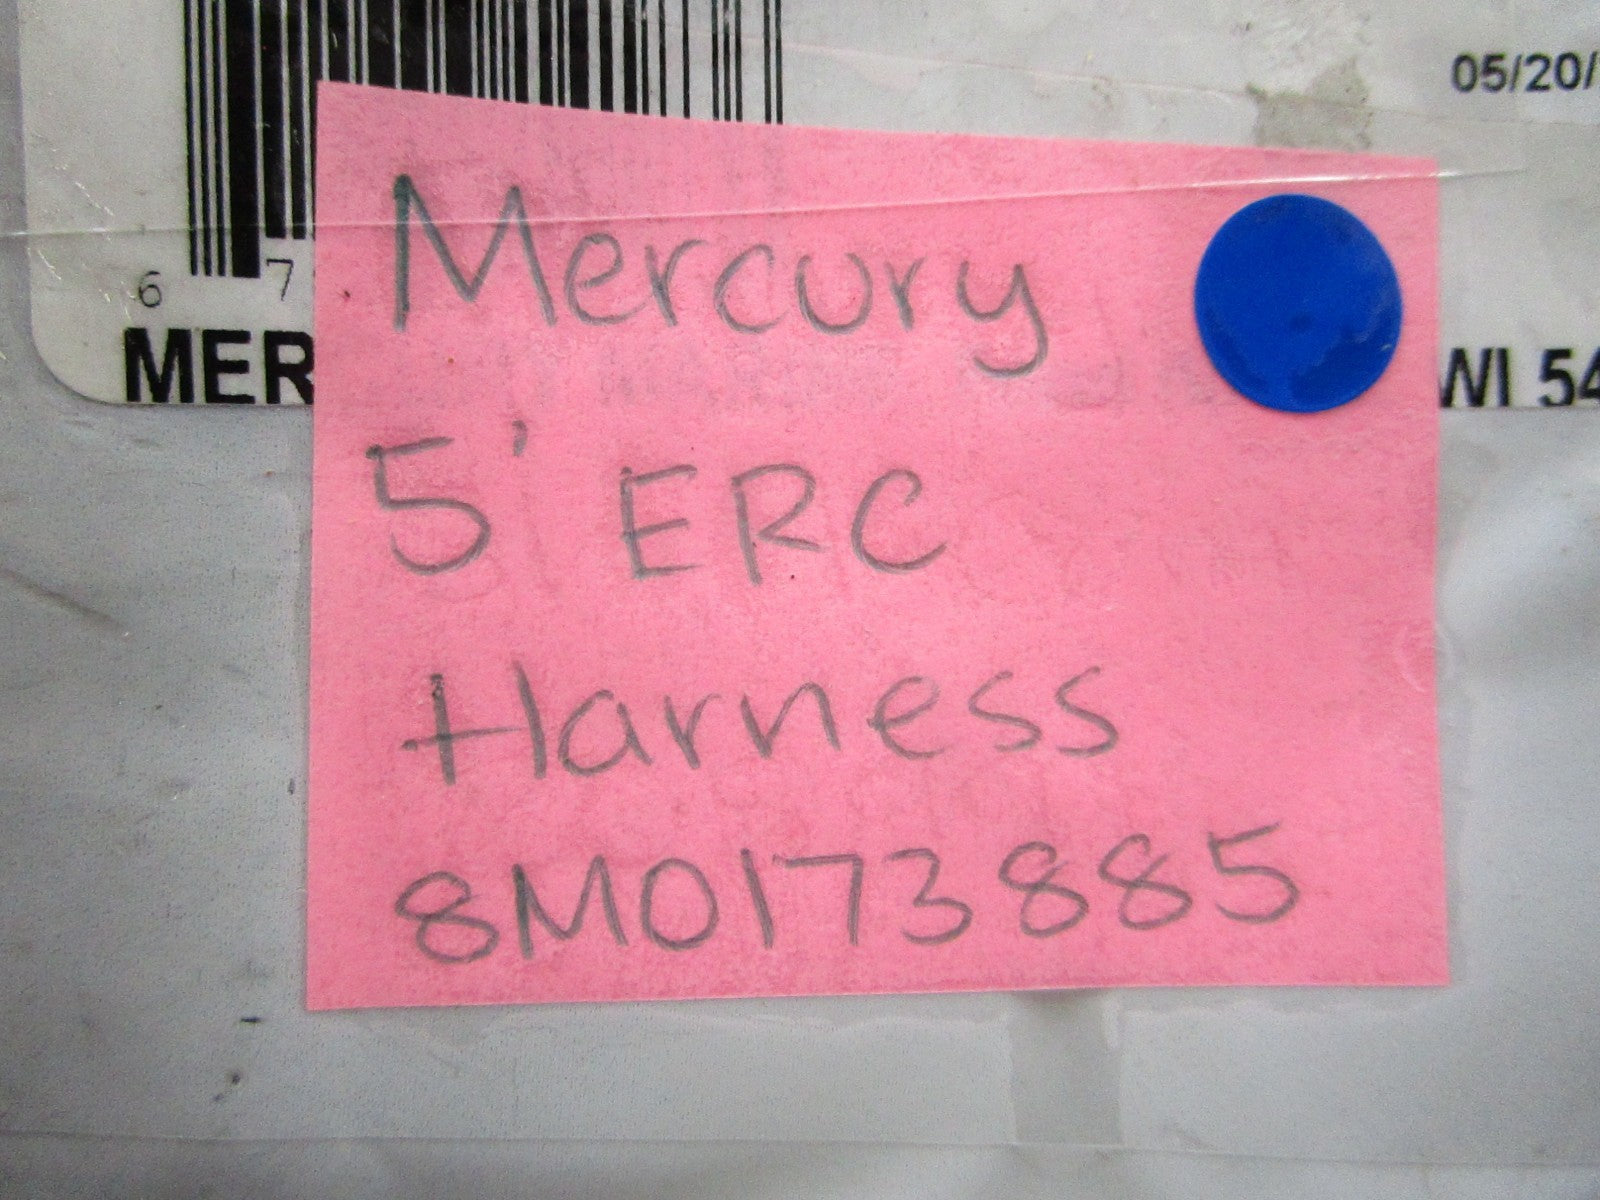 05/20/
6 7
MER
WI 54
Mercury
5' ERC
Harness
8M0173885